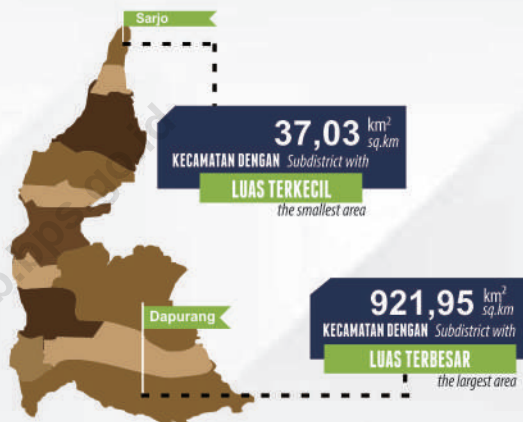 Sarjo
37,03 km²
sq.km
KECAMATAN DENGAN Subdistrict with
LUAS TERKECIL
the smallest area
Dapurang
921,95 km²
sq.km
KECAMATAN DENGAN Subdistrict with
LUAS TERBESAR
the largest area